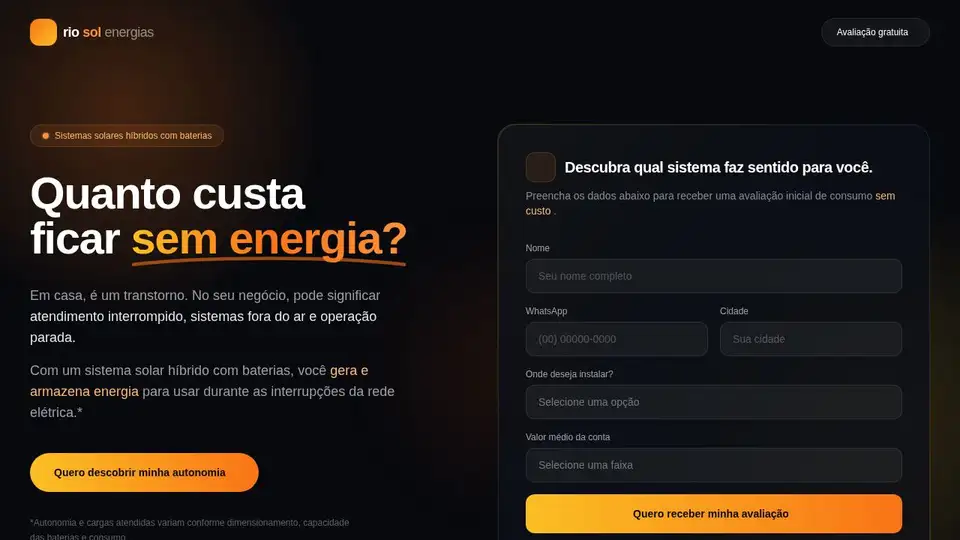 rio sol energias
Avaliação gratuita
Sistemas solares híbridos com baterias
Quanto custa
ficar sem energia?
Em casa, é um transtorno. No seu negócio, pode significar
atendimento interrompido, sistemas fora do ar e operação
parada.
Com um sistema solar híbrido com baterias, você gera e
armazena energia para usar durante as interrupções da rede
elétrica.*
Quero descobrir minha autonomia
*Autonomia e cargas atendidas variam conforme dimensionamento, capacidade
das baterias e consumo.
Descubra qual sistema faz sentido para você.
Preencha os dados abaixo para receber uma avaliação inicial de consumo sem
custo .
Nome
Seu nome completo
WhatsApp
Cidade
(00) 00000-0000
Sua cidade
Onde deseja instalar?
Selecione uma opção
Valor médio da conta
Selecione uma faixa
Quero receber minha avaliação